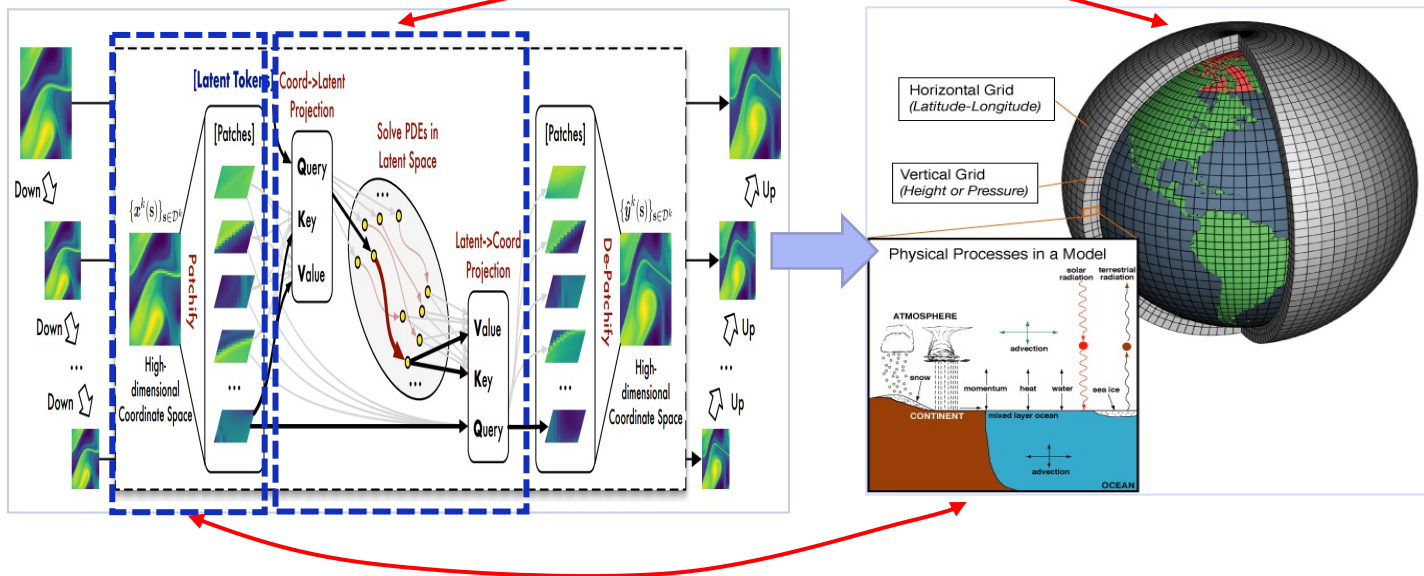 [Latent Tokens]
Coord->Latent
Projection
[Patches]
Solve PDEs in
Latent Space
[Patches]
Query
Key
Value
...
Down
{x^k(s)}_{s∈D^k}
Patchify
Latent->Coord
Projection
Value
Key
Query
...
De-Patchify
{ŷ^k(s)}_{s∈D^k}
Up
Down
...
Down
High-
dimensional
Coordinate Space
...
...
High-
dimensional
Coordinate Space
Up
...
Up
Horizontal Grid
(Latitude-Longitude)
Vertical Grid
(Height or Pressure)
Physical Processes in a Model
solar
radiation
terrestrial
radiation
ATMOSPHERE
advection
snow
momentum
heat
water
sea ice
CONTINENT
mixed layer ocean
advection
OCEAN